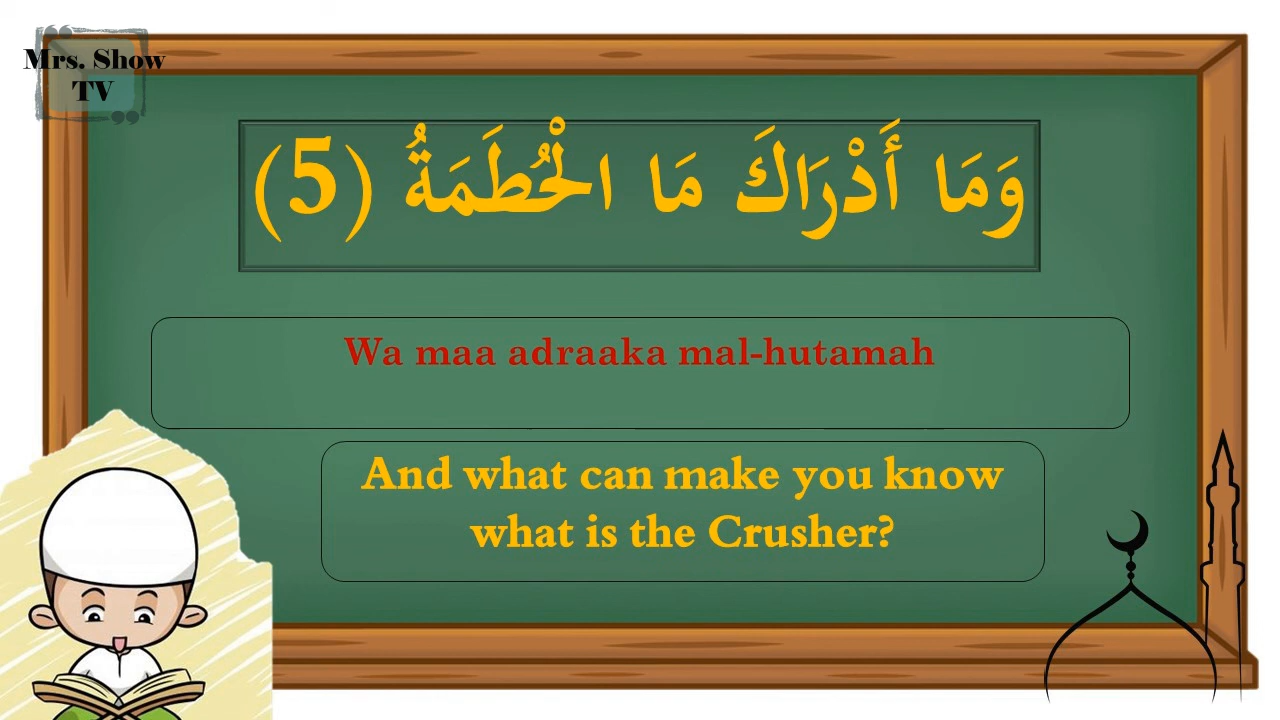 Mrs. Show
TV
وَمَا أَدْرَاكَ مَا الْحُطَمَةُ (5)
Wa maa adraaka mal-hutamah
And what can make you know
what is the Crusher?